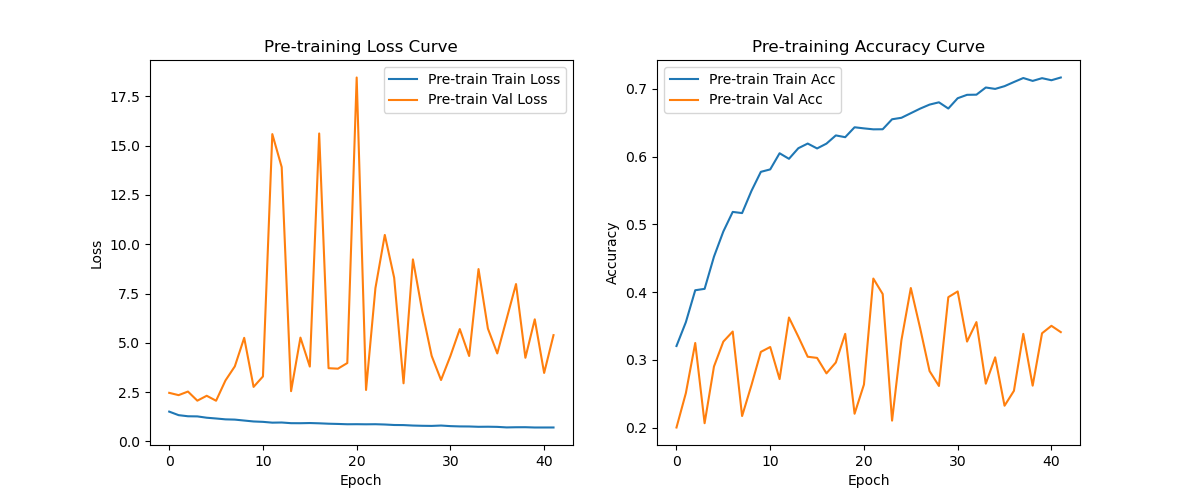 Pre-training Loss Curve
Pre-train Train Loss
Pre-train Val Loss
17.5
15.0
12.5
10.0
7.5
5.0
2.5
0.0
Loss
0 10 20 30 40
Epoch
Pre-training Accuracy Curve
Pre-train Train Acc
Pre-train Val Acc
0.7
0.6
0.5
0.4
0.3
0.2
Accuracy
0 10 20 30 40
Epoch